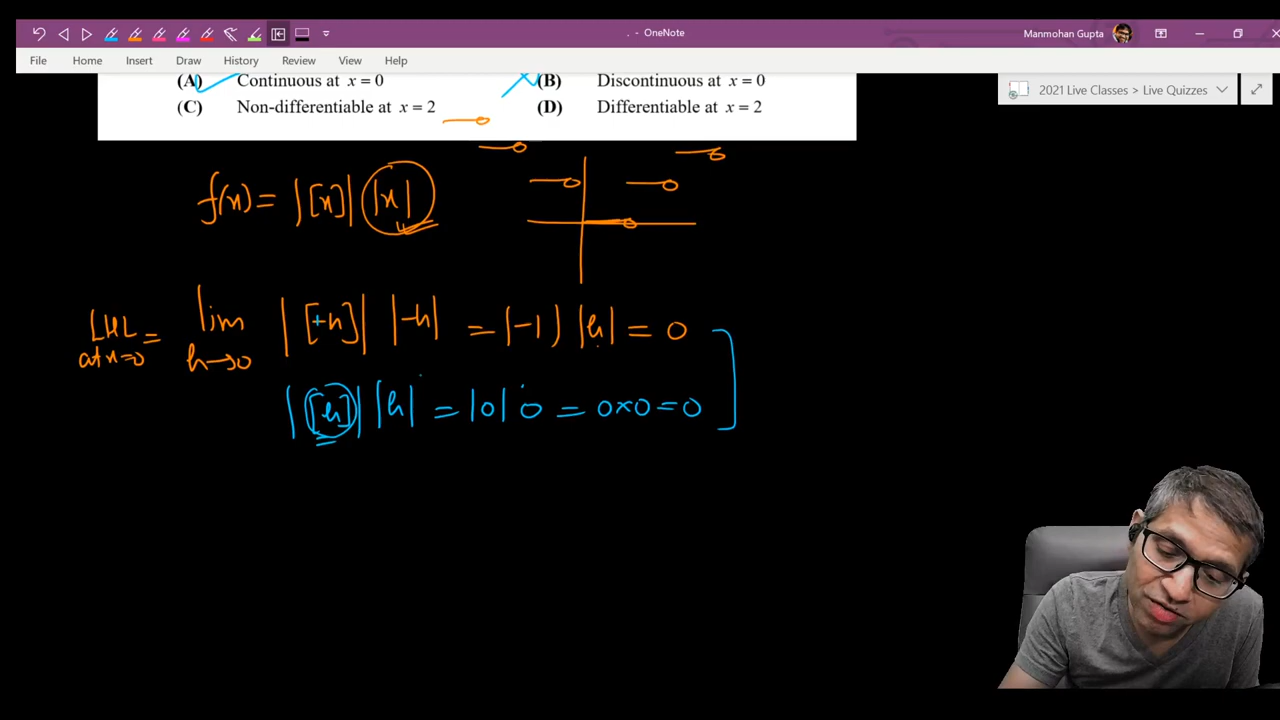 . - OneNote
Manmohan Gupta
File Home Insert Draw View History Review View Help
2021 Live Classes > Live Quizzes
(A) Continuous at x = 0 (B) Discontinuous at x = 0
(C) Non-differentiable at x = 2 (D) Differentiable at x = 2
f(x) = |[x]| |x|
LHL = lim |[-h]| |-h| = |-1| |h| = 0
at x=0 h→0
|[h]| |h| = |0| 0 = 0×0 = 0